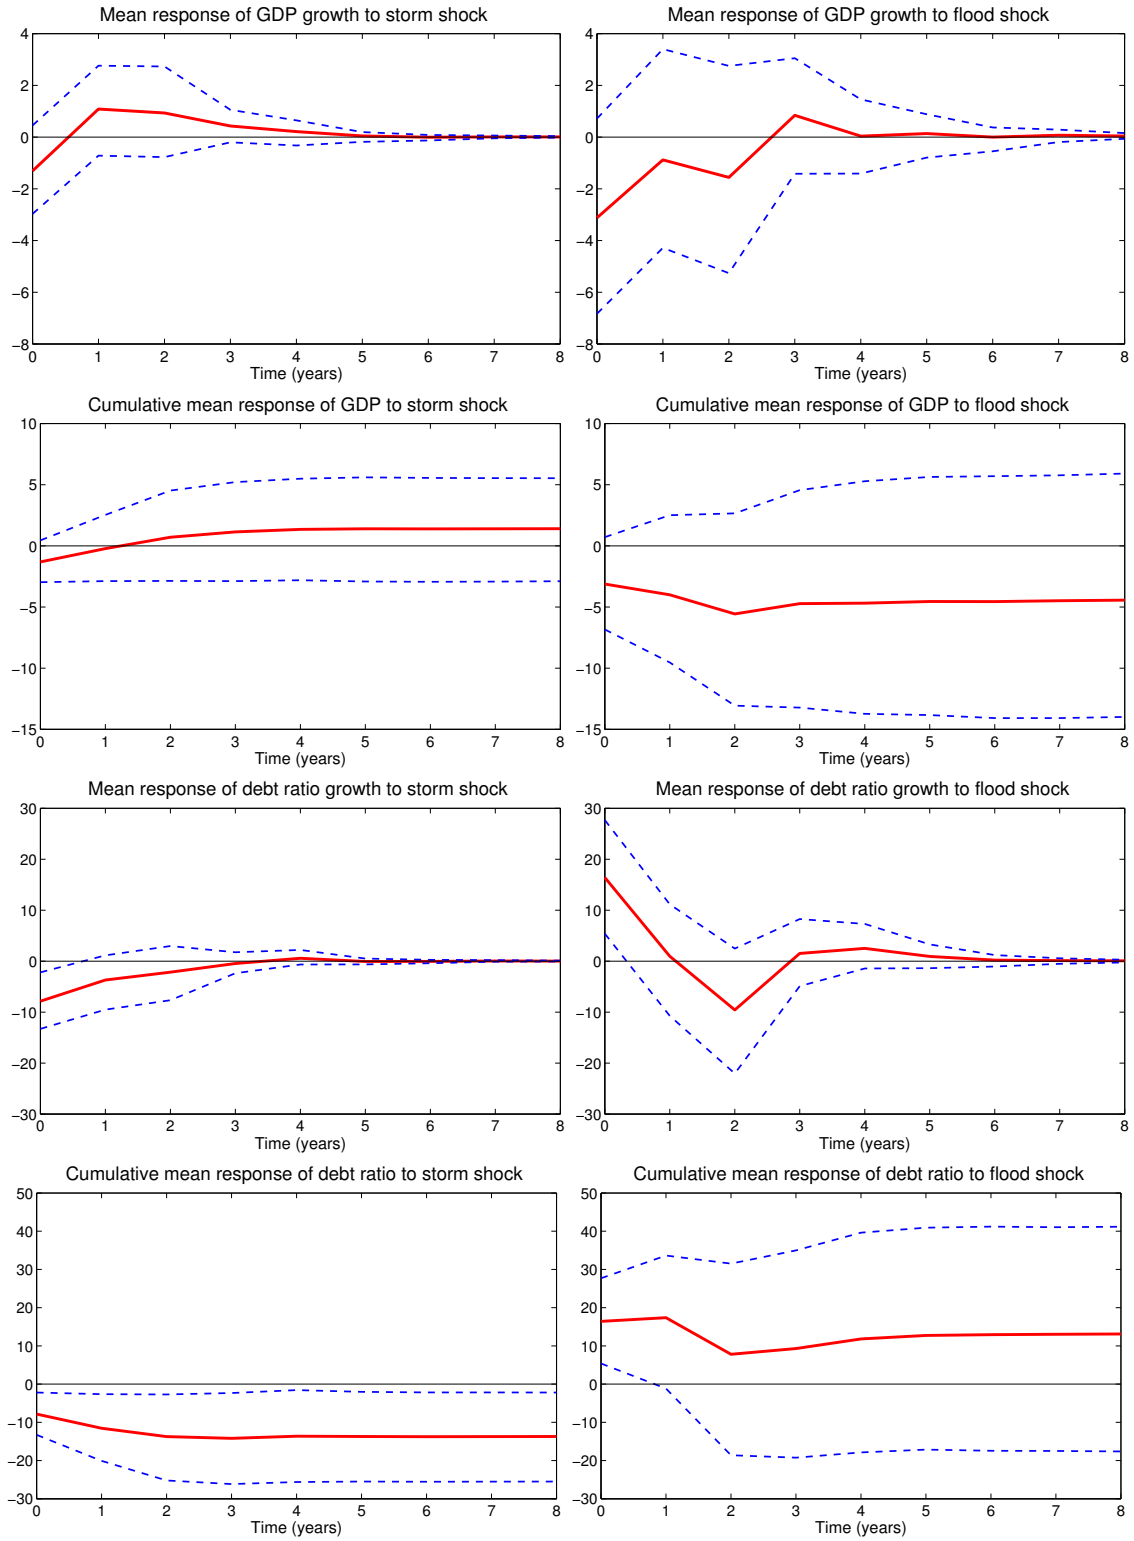 Mean response of GDP growth to storm shock
4
2
0
−2
−4
−6
−8
0 1 2 3 4 5 6 7 8
Time (years)
Mean response of GDP growth to flood shock
4
2
0
−2
−4
−6
−8
0 1 2 3 4 5 6 7 8
Time (years)
Cumulative mean response of GDP to storm shock
10
5
0
−5
−10
−15
0 1 2 3 4 5 6 7 8
Time (years)
Cumulative mean response of GDP to flood shock
10
5
0
−5
−10
−15
0 1 2 3 4 5 6 7 8
Time (years)
Mean response of debt ratio growth to storm shock
30
20
10
0
−10
−20
−30
0 1 2 3 4 5 6 7 8
Time (years)
Mean response of debt ratio growth to flood shock
30
20
10
0
−10
−20
−30
0 1 2 3 4 5 6 7 8
Time (years)
Cumulative mean response of debt ratio to storm shock
50
40
30
20
10
0
−10
−20
−30
0 1 2 3 4 5 6 7 8
Time (years)
Cumulative mean response of debt ratio to flood shock
50
40
30
20
10
0
−10
−20
−30
0 1 2 3 4 5 6 7 8
Time (years)